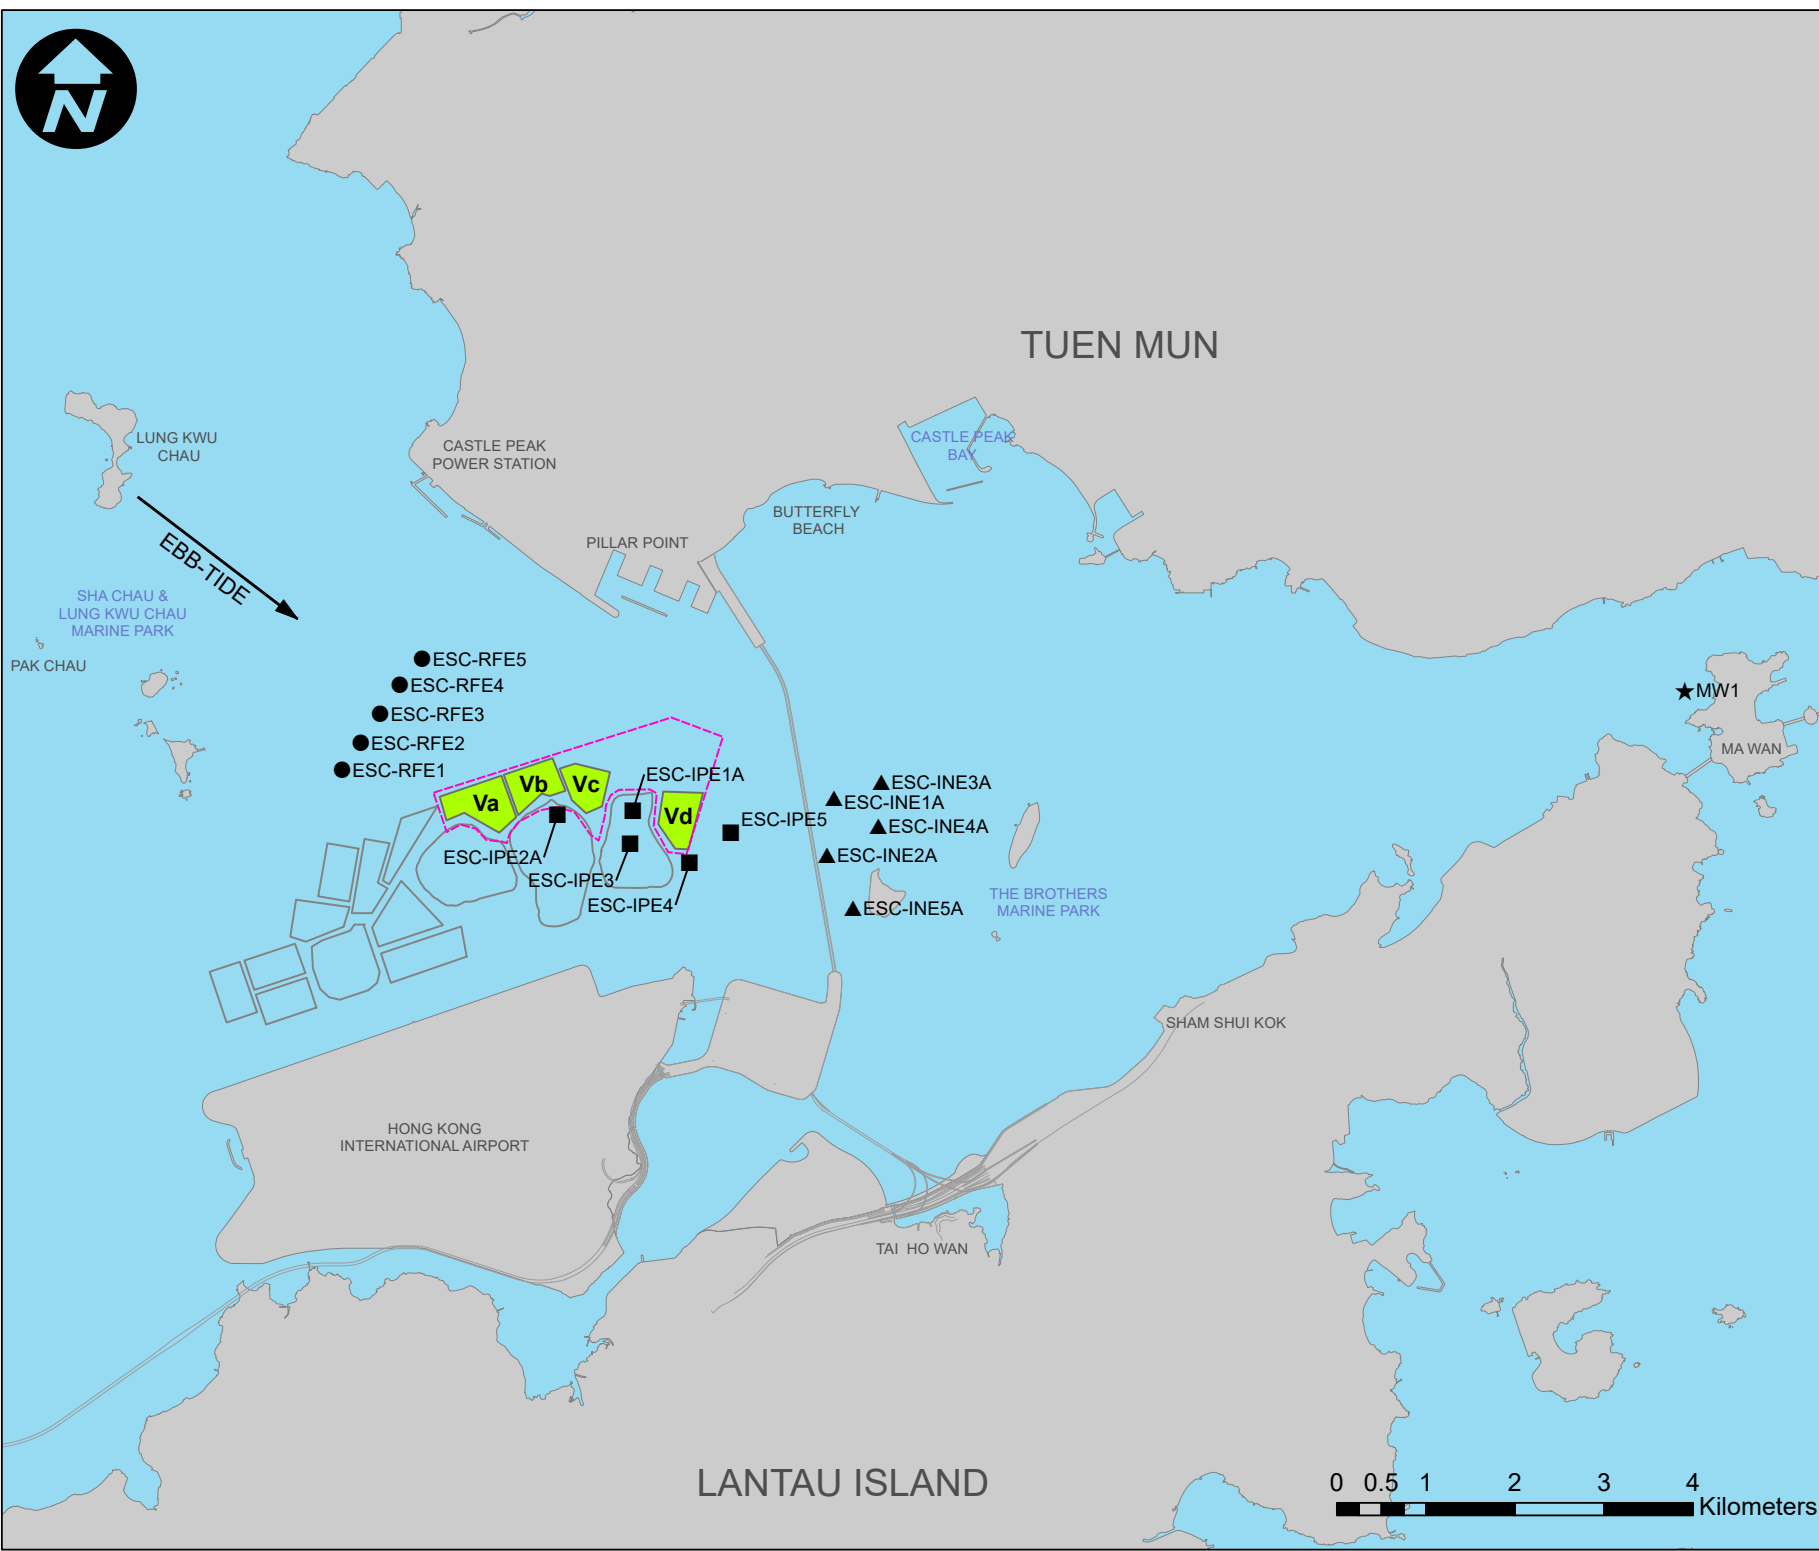 N
TUEN MUN
LUNG KWU
CHAU
CASTLE PEAK
POWER STATION
CASTLE PEAK
BAY
BUTTERFLY
BEACH
PILLAR POINT
EBB-TIDE
SHA CHAU &
LUNG KWU CHAU
MARINE PARK
PAK CHAU
ESC-RFE5
ESC-RFE4
ESC-RFE3
ESC-RFE2
ESC-RFE1
MW1
MA WAN
Va
Vb
Vc
Vd
ESC-IPE1A
ESC-IPE5
ESC-IPE2A
ESC-IPE3
ESC-IPE4
ESC-INE3A
ESC-INE1A
ESC-INE4A
ESC-INE2A
ESC-INE5A
THE BROTHERS
MARINE PARK
SHAM SHUI KOK
HONG KONG
INTERNATIONAL AIRPORT
TAI HO WAN
LANTAU ISLAND
0 0.5 1 2 3 4
Kilometers